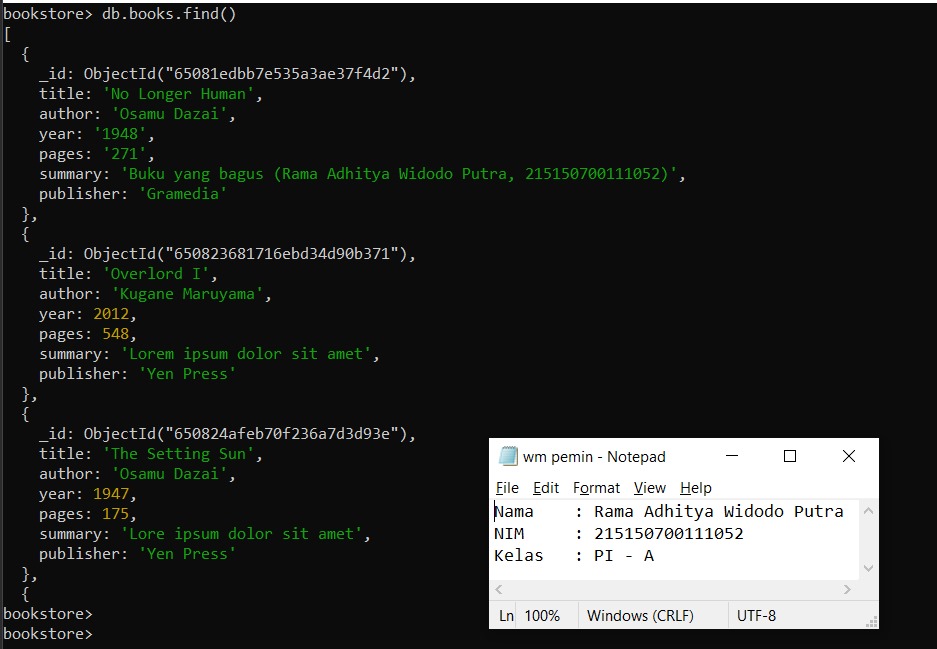 bookstore> db.books.find()
[
  {
    _id: ObjectId("65081edbb7e535a3ae37f4d2"),
    title: 'No Longer Human',
    author: 'Osamu Dazai',
    year: '1948',
    pages: '271',
    summary: 'Buku yang bagus (Rama Adhitya Widodo Putra, 215150700111052)',
    publisher: 'Gramedia'
  },
  {
    _id: ObjectId("650823681716ebd34d90b371"),
    title: 'Overlord I',
    author: 'Kugane Maruyama',
    year: 2012,
    pages: 548,
    summary: 'Lorem ipsum dolor sit amet',
    publisher: 'Yen Press'
  },
  {
    _id: ObjectId("650824afeb70f236a7d3d93e"),
    title: 'The Setting Sun',
    author: 'Osamu Dazai',
    year: 1947,
    pages: 175,
    summary: 'Lore ipsum dolor sit amet',
    publisher: 'Yen Press'
  },
  {
bookstore>
bookstore>
wm pemin - Notepad
File Edit Format View Help
Nama    : Rama Adhitya Widodo Putra
NIM     : 215150700111052
Kelas   : PI - A
Ln 100% Windows (CRLF) UTF-8